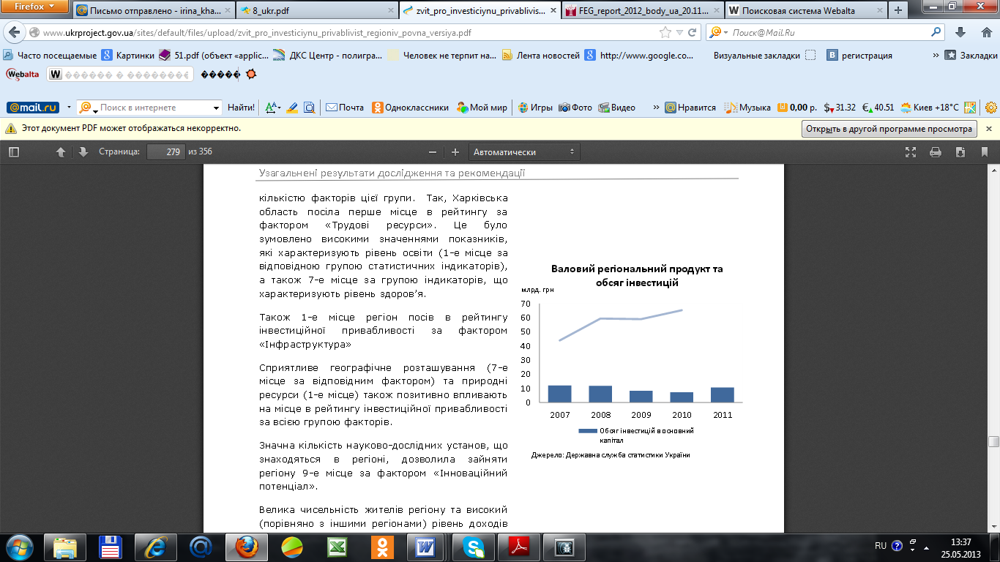 Firefox
Письмо отправлено - irina_kha...
8_ukr.pdf
zvit_pro_investiciynu_privablivis...
FEG_report_2012_body_ua_20.11...
Поисковая система Webalta
www.ukrproject.gov.ua/sites/default/files/upload/zvit_pro_investiciynu_privablivist_regioniv_povna_versiya.pdf
Поиск@Mail.Ru
Часто посещаемые
Картинки
51.pdf (объект «applic...
ДКС Центр - полигра...
Человек не терпит на...
Лента новостей
http://www.google.co...
Визуальные закладки
регистрация
Закладки
Webalta
������ � ��������
�����
@mail.ru
Поиск в интернете
Найти!
Почта
Одноклассники
Мой мир
Игры
Фото
Видео
Нравится
Музыка
0,00 р.
$ 31.32
€ 40.51
Киев +18°C
Этот документ PDF может отображаться некорректно.
Открыть в другой программе просмотра
Страница: 279 из 356
Автоматически
Узагальнені результати дослідження та рекомендації
кількістю факторів цієї групи. Так, Харківська
область посіла перше місце в рейтингу за
фактором «Трудові ресурси». Це було
зумовлено високими значеннями показників,
які характеризують рівень освіти (1-е місце за
відповідною групою статистичних індикаторів),
а також 7-е місце за групою індикаторів, що
характеризують рівень здоров’я.
Також 1-е місце регіон посів в рейтингу
інвестиційної привабливості за фактором
«Інфраструктура»
Сприятливе географічне розташування (7-е
місце за відповідним фактором) та природні
ресурси (1-е місце) також позитивно впливають
на місце в рейтингу інвестиційної привабливості
за всією групою факторів.
Значна кількість науково-дослідних установ, що
знаходяться в регіоні, дозволила зайняти
регіону 9-е місце за фактором «Інноваційний
потенціал».
Велика чисельність жителів регіону та високий
(порівняно з іншими регіонами) рівень доходів
Валовий регіональний продукт та
обсяг інвестицій
млрд. грн
70
60
50
40
30
20
10
0
2007 2008 2009 2010 2011
Обсяг інвестицій в основний
капітал
Джерело: Державна служба статистики України
RU
13:37
25.05.2013